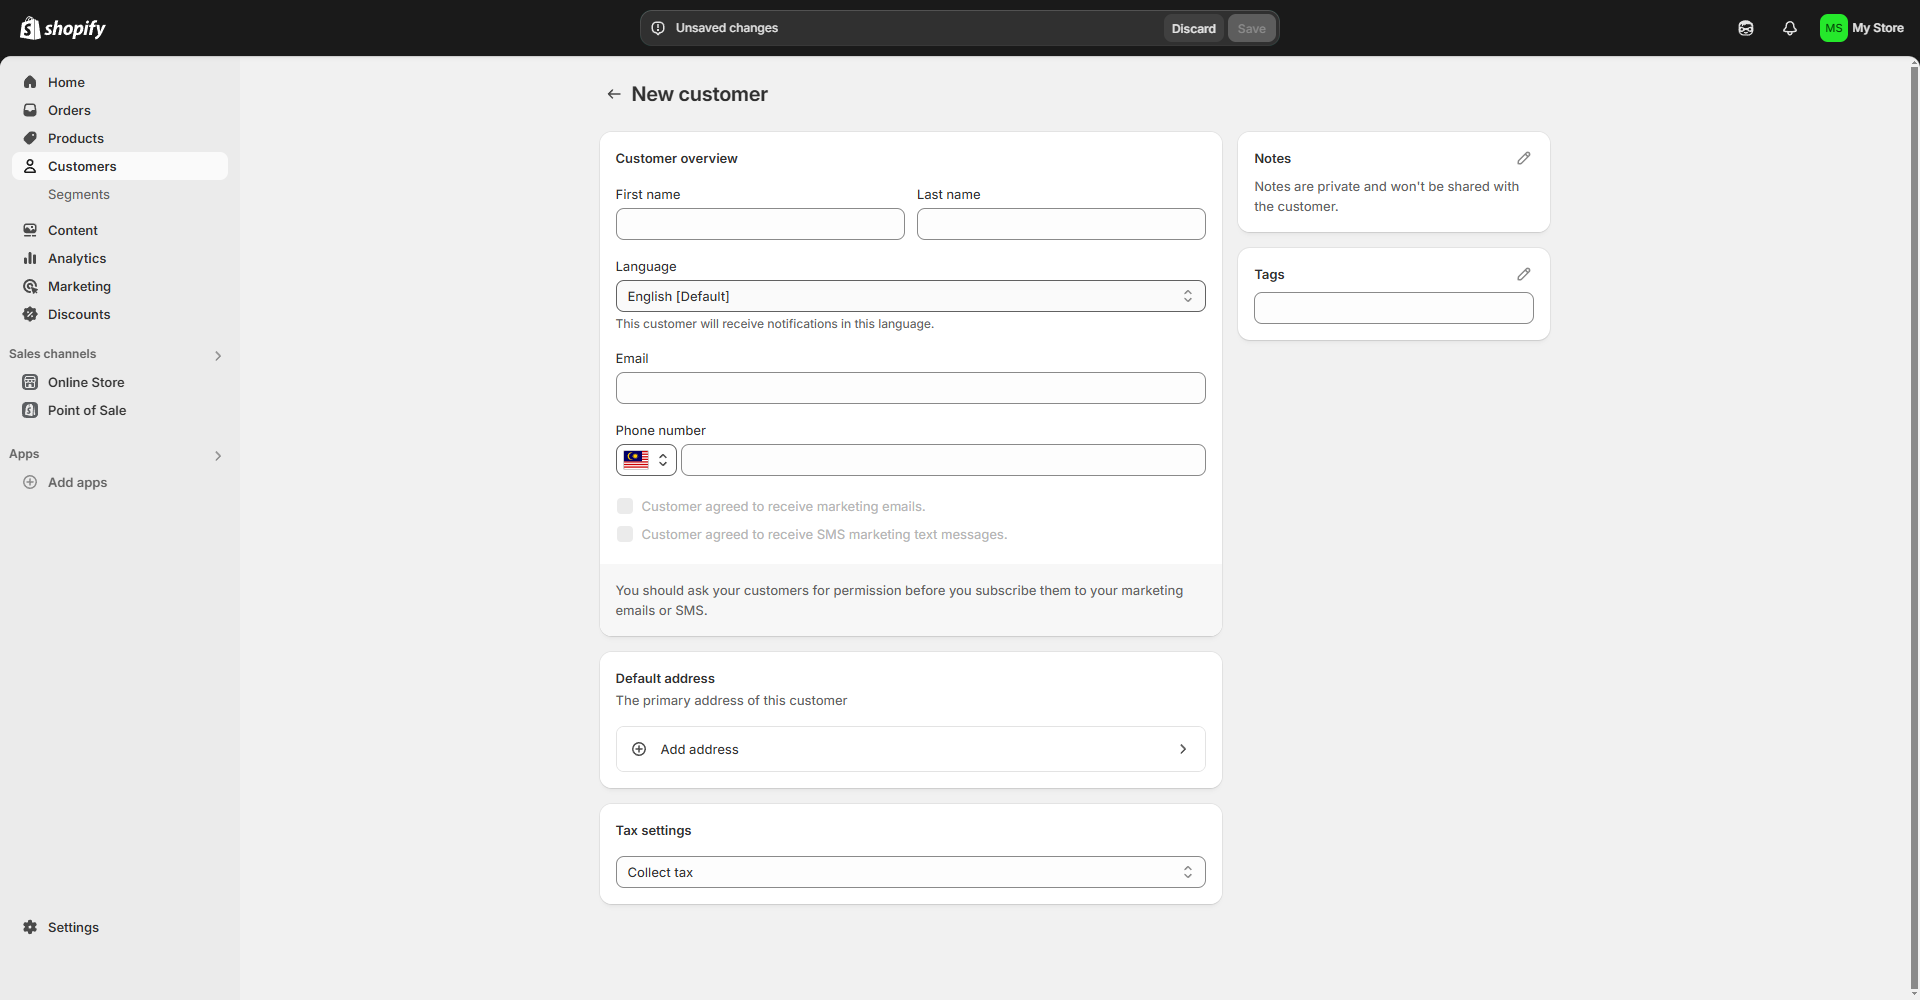 shopify
Unsaved changes
Discard
Save
MS
My Store
Home
Orders
Products
Customers
Segments
Content
Analytics
Marketing
Discounts
Sales channels
Online Store
Point of Sale
Apps
Add apps
Settings
New customer
Customer overview
First name
Last name
Language
English [Default]
This customer will receive notifications in this language.
Email
Phone number
Customer agreed to receive marketing emails.
Customer agreed to receive SMS marketing text messages.
You should ask your customers for permission before you subscribe them to your marketing
emails or SMS.
Default address
The primary address of this customer
Add address
Tax settings
Collect tax
Notes
Notes are private and won't be shared with
the customer.
Tags